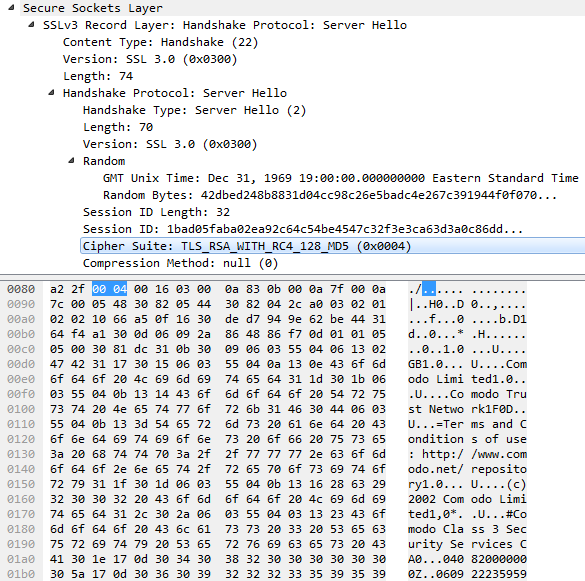 Secure Sockets Layer
SSLv3 Record Layer: Handshake Protocol: Server Hello
Content Type: Handshake (22)
Version: SSL 3.0 (0x0300)
Length: 74
Handshake Protocol: Server Hello
Handshake Type: Server Hello (2)
Length: 70
Version: SSL 3.0 (0x0300)
Random
GMT Unix Time: Dec 31, 1969 19:00:00.000000000 Eastern Standard Time
Random Bytes: 42dbed248b8831d04cc98c26e5badc4e267c391944f0f070...
Session ID Length: 32
Session ID: 1bad05faba02ea92c64c54be4547c32f3e3ca63d3a0c86dd...
Cipher Suite: TLS_RSA_WITH_RC4_128_MD5 (0x0004)
Compression Method: null (0)
0080 a2 2f 00 04 00 16 03 00 0a 83 0b 00 0a 7f 00 0a ./...... ........
0090 7c 00 05 48 30 82 05 44 30 82 04 2c a0 03 02 01 |..H0..D 0..,....
00a0 02 02 10 66 a5 0f 16 30 de d7 94 9e 62 be 44 31 ...f...0 ....b.D1
00b0 64 f4 a1 30 0d 06 09 2a 86 48 86 f7 0d 01 01 05 d..0...* .H......
00c0 05 00 30 81 dc 31 0b 30 09 06 03 55 04 06 13 02 ..0..1.0 ...U....
00d0 47 42 31 17 30 15 06 03 55 04 0a 13 0e 43 6f 6d GB1.0... U....Com
00e0 6f 64 6f 20 4c 69 6d 69 74 65 64 31 1d 30 1b 06 odo Limi ted1.0..
00f0 03 55 04 0b 13 14 43 6f 6d 6f 64 6f 20 54 72 75 .U....Co modo Tru
0100 73 74 20 4e 65 74 77 6f 72 6b 31 46 30 44 06 03 st Netwo rk1F0D..
0110 55 04 0b 13 3d 54 65 72 6d 73 20 61 6e 64 20 43 U...=Ter ms and C
0120 6f 6e 64 69 74 69 6f 6e 73 20 6f 66 20 75 73 65 ondition s of use
0130 3a 20 68 74 74 70 3a 2f 2f 77 77 77 2e 63 6f 6d : http:/ /www.com
0140 6f 64 6f 2e 6e 65 74 2f 72 65 70 6f 73 69 74 6f odo.net/ reposito
0150 72 79 31 1f 30 1d 06 03 55 04 0b 13 16 28 63 29 ry1.0... U....(c)
0160 32 30 30 32 20 43 6f 6d 6f 64 6f 20 4c 69 6d 69 2002 Com odo Limi
0170 74 65 64 31 2c 30 2a 06 03 55 04 03 13 23 43 6f ted1,0*. .U...#Co
0180 6d 6f 64 6f 20 43 6c 61 73 73 20 33 20 53 65 63 modo Cla ss 3 Sec
0190 75 72 69 74 79 20 53 65 72 76 69 63 65 73 20 43 urity Se rvices C
01a0 41 30 1e 17 0d 30 34 30 38 32 30 30 30 30 30 30 A0...040 82000000
01b0 30 5a 17 0d 30 36 30 39 32 32 32 33 35 39 35 39 0Z..0609 22235959